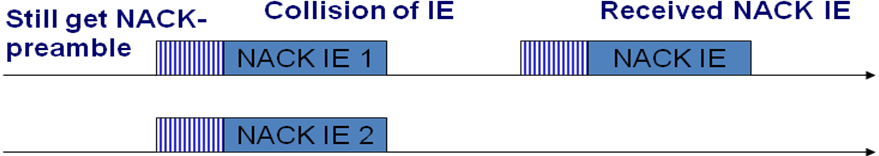 Still get NACK-
preamble
Collision of IE
Received NACK IE
NACK IE 1
NACK IE
NACK IE 2